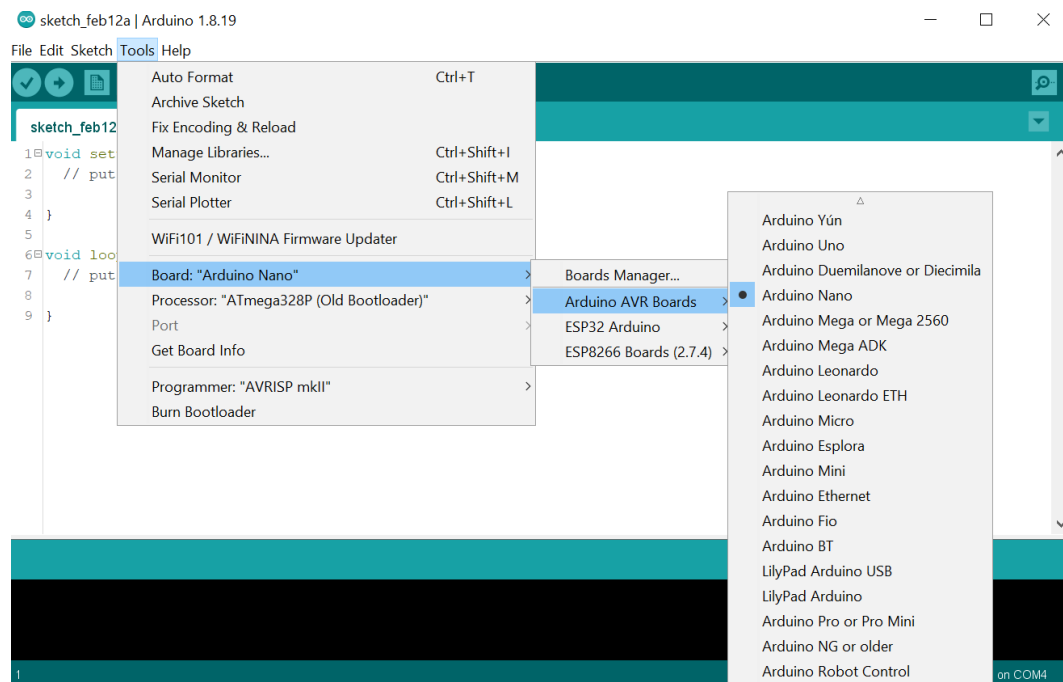 sketch_feb12a | Arduino 1.8.19
File Edit Sketch Tools Help
sketch_feb12
1 void set
2 // put
3
4 }
5
6 void loo
7 // put
8
9 }
Auto Format Ctrl+T
Archive Sketch
Fix Encoding & Reload
Manage Libraries... Ctrl+Shift+I
Serial Monitor Ctrl+Shift+M
Serial Plotter Ctrl+Shift+L
WiFi101 / WiFiNINA Firmware Updater
Board: "Arduino Nano"
Processor: "ATmega328P (Old Bootloader)"
Port
Get Board Info
Programmer: "AVRISP mkII"
Burn Bootloader
Boards Manager...
Arduino AVR Boards
ESP32 Arduino
ESP8266 Boards (2.7.4)
Arduino Yún
Arduino Uno
Arduino Duemilanove or Diecimila
Arduino Nano
Arduino Mega or Mega 2560
Arduino Mega ADK
Arduino Leonardo
Arduino Leonardo ETH
Arduino Micro
Arduino Esplora
Arduino Mini
Arduino Ethernet
Arduino Fio
Arduino BT
LilyPad Arduino USB
LilyPad Arduino
Arduino Pro or Pro Mini
Arduino NG or older
Arduino Robot Control
1
on COM4